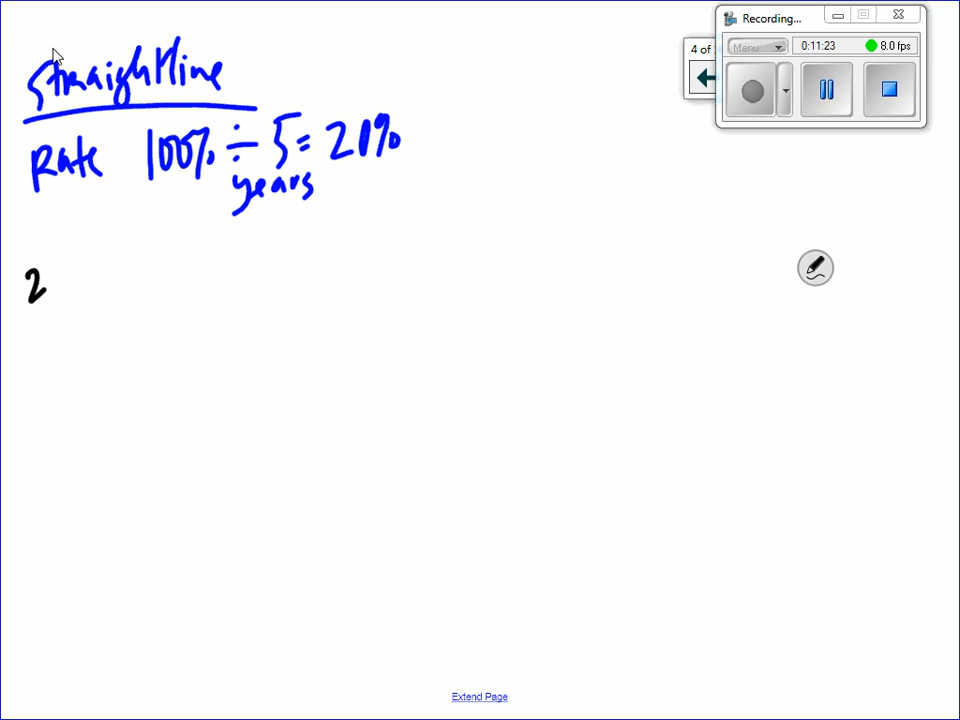 Recording...
4 of
Menu
0:11:23
8.0 fps
straightline
Rate 100% ÷ 5 = 20%
years
2
Extend Page